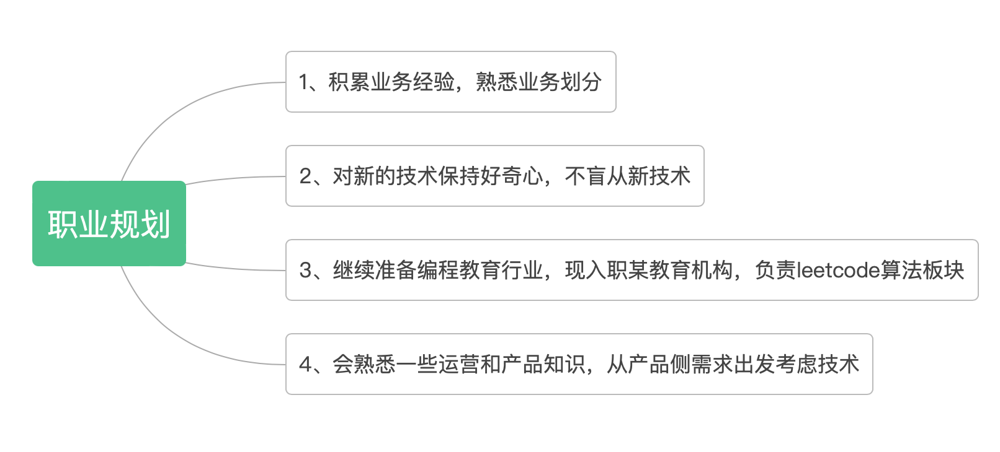 1、积累业务经验，熟悉业务划分
2、对新的技术保持好奇心，不盲从新技术
职业规划
3、继续准备编程教育行业，现入职某教育机构，负责leetcode算法板块
4、会熟悉一些运营和产品知识，从产品侧需求出发考虑技术